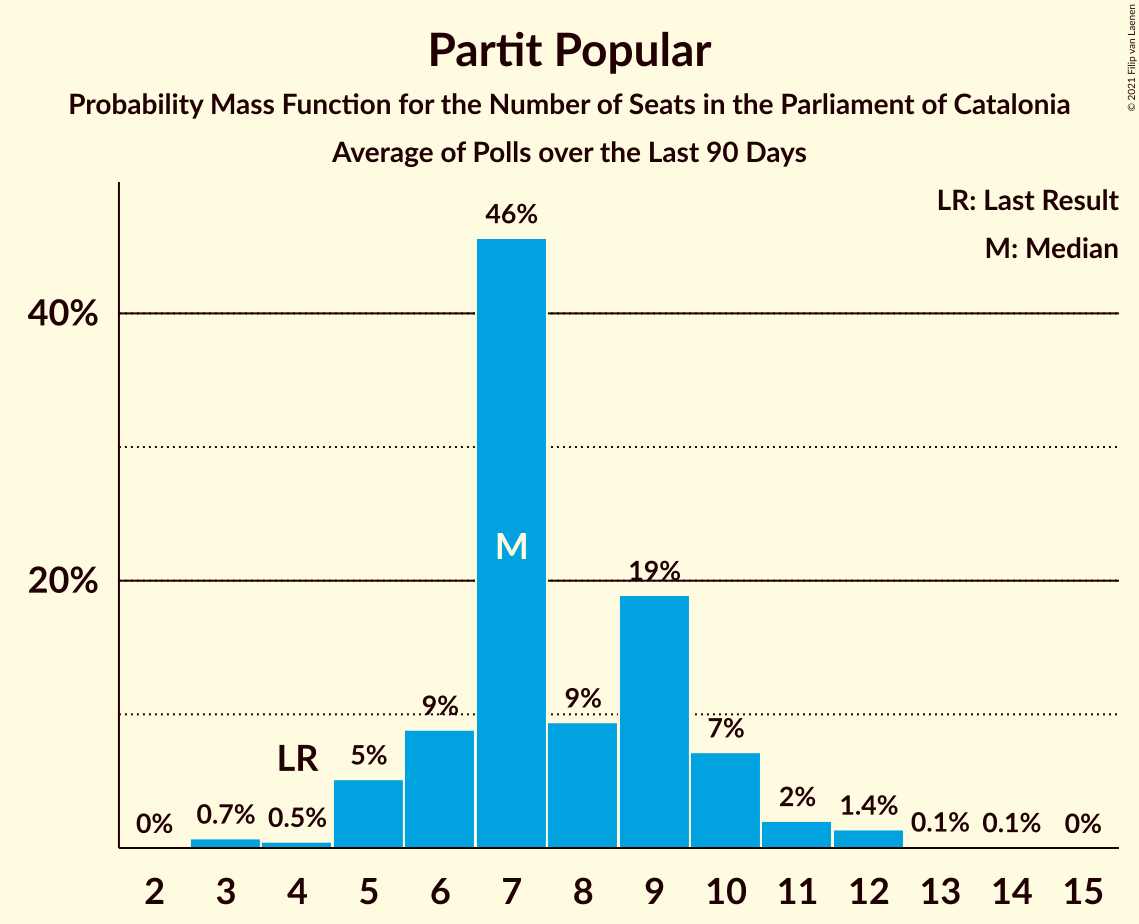 Partit Popular
Probability Mass Function for the Number of Seats in the Parliament of Catalonia
Average of Polls over the Last 90 Days
© 2021 Filip van Laenen
LR: Last Result
M: Median
40%
20%
0%
0.7%
0.5%
LR
5%
9%
46%
M
9%
19%
7%
2%
1.4%
0.1%
0.1%
0%
2 3 4 5 6 7 8 9 10 11 12 13 14 15